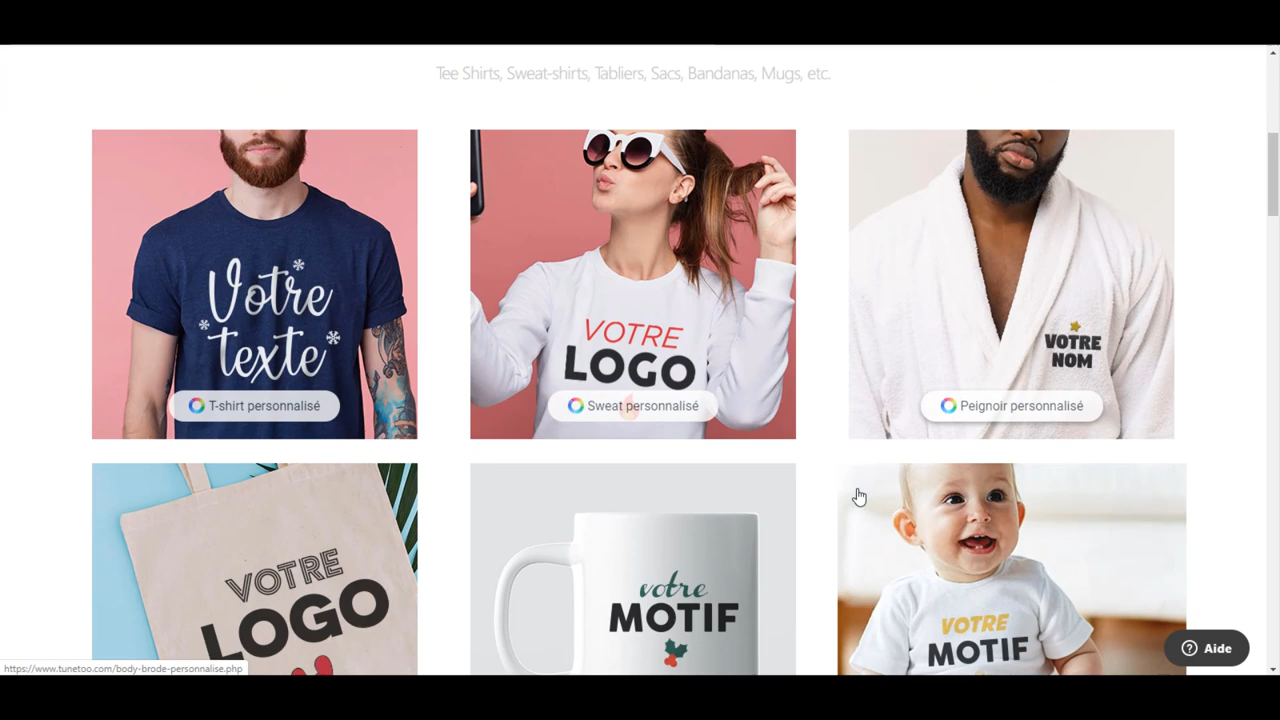 Tee Shirts, Sweat-shirts, Tabliers, Sacs, Bandanas, Mugs, etc.
Votre
texte
T-shirt personnalisé
VOTRE
LOGO
Sweat personnalisé
VOTRE
NOM
Peignoir personnalisé
VOTRE
LOGO
votre
MOTIF
VOTRE
MOTIF
Aide
https://www.tunetoo.com/body-brode-personnalise.php